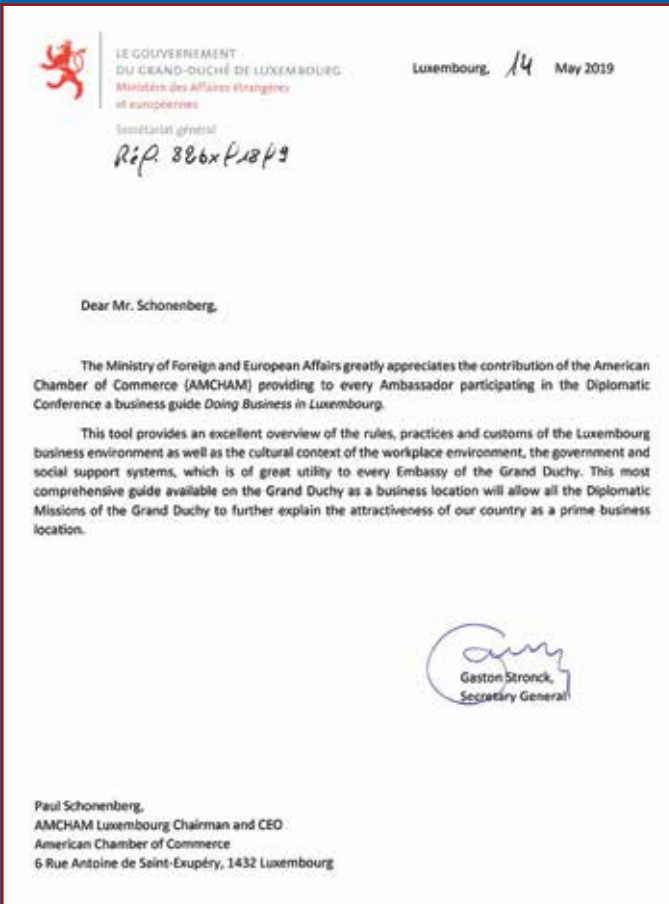 LE GOUVERNEMENT
DU GRAND-DUCHÉ DE LUXEMBOURG
Ministère des Affaires étrangères
et européennes
Secrétariat général
Luxembourg, 14 May 2019
Réf.
Dear Mr. Schonenberg,
The Ministry of Foreign and European Affairs greatly appreciates the contribution of the American
Chamber of Commerce (AMCHAM) providing to every Ambassador participating in the Diplomatic
Conference a business guide Doing Business in Luxembourg.
This tool provides an excellent overview of the rules, practices and customs of the Luxembourg
business environment as well as the cultural context of the workplace environment, the government and
social support systems, which is of great utility to every Embassy of the Grand Duchy. This most
comprehensive guide available on the Grand Duchy as a business location will allow all the Diplomatic
Missions of the Grand Duchy to further explain the attractiveness of our country as a prime business
location.
Gaston Stronck,
Secretary General
Paul Schonenberg,
AMCHAM Luxembourg Chairman and CEO
American Chamber of Commerce
6 Rue Antoine de Saint-Exupéry, 1432 Luxembourg